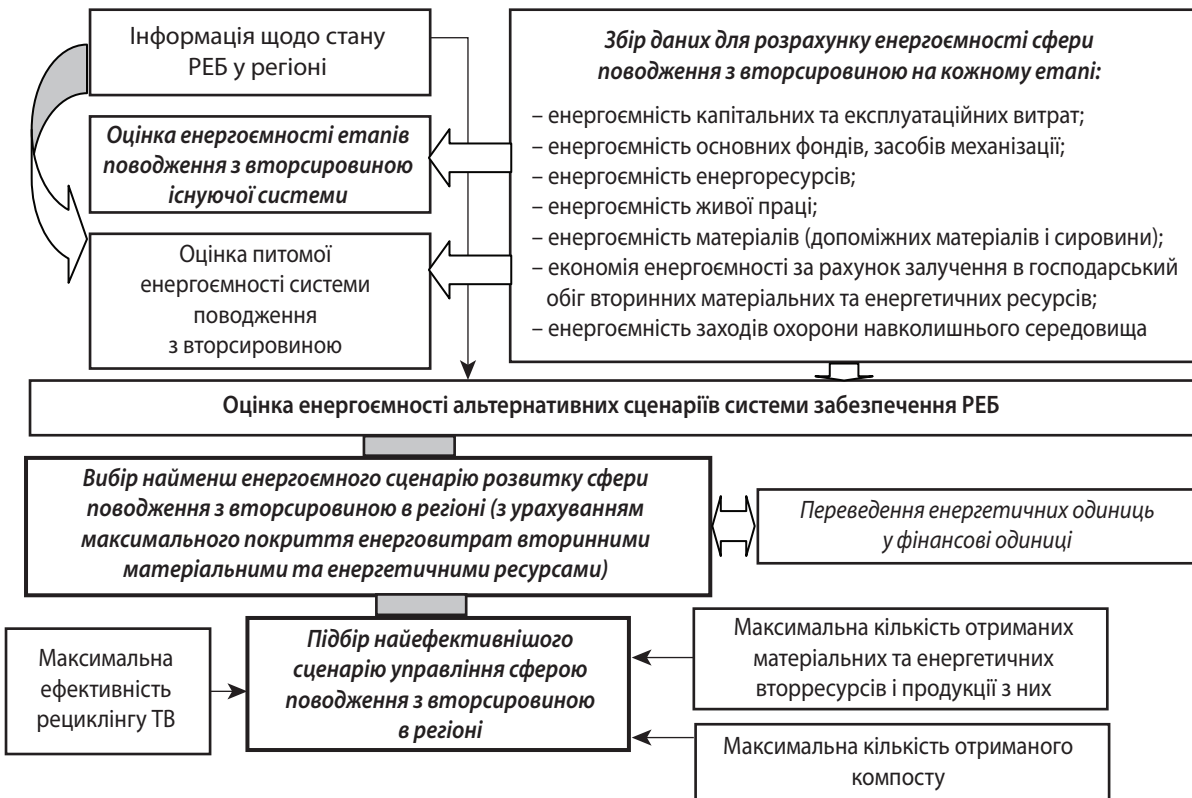 Інформація щодо стану
РЕБ у регіоні
Збір даних для розрахунку енергоємності сфери
поводження з вторсировиною на кожному етапі:
– енергоємність капітальних та експлуатаційних витрат;
– енергоємність основних фондів, засобів механізації;
– енергоємність енергоресурсів;
– енергоємність живої праці;
– енергоємність матеріалів (допоміжних матеріалів і сировини);
– економія енергоємності за рахунок залучення в господарський
обіг вторинних матеріальних та енергетичних ресурсів;
– енергоємність заходів охорони навколишнього середовища
Оцінка енергоємності етапів
поводження з вторсировиною
існуючої системи
Оцінка питомої
енергоємності системи
поводження
з вторсировиною
Оцінка енергоємності альтернативних сценаріїв системи забезпечення РЕБ
Вибір найменш енергоємного сценарію розвитку сфери
поводження з вторсировиною в регіоні (з урахуванням
максимального покриття енерговитрат вторинними
матеріальними та енергетичними ресурсами)
Переведення енергетичних одиниць
у фінансові одиниці
Максимальна
ефективність
рециклінгу ТВ
Підбір найефективнішого
сценарію управління сферою
поводження з вторсировиною
в регіоні
Максимальна кількість отриманих
матеріальних та енергетичних
вторресурсів і продукції з них
Максимальна кількість отриманого
компосту